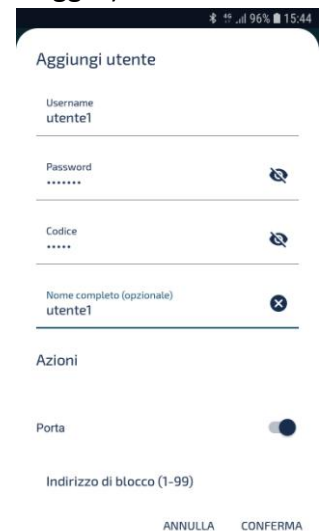 96% 15:44
Aggiungi utente
Username
utente1
Password
•••••••
Codice
•••••
Nome completo (opzionale)
utente1
Azioni
Porta
Indirizzo di blocco (1-99)
ANNULLA CONFERMA